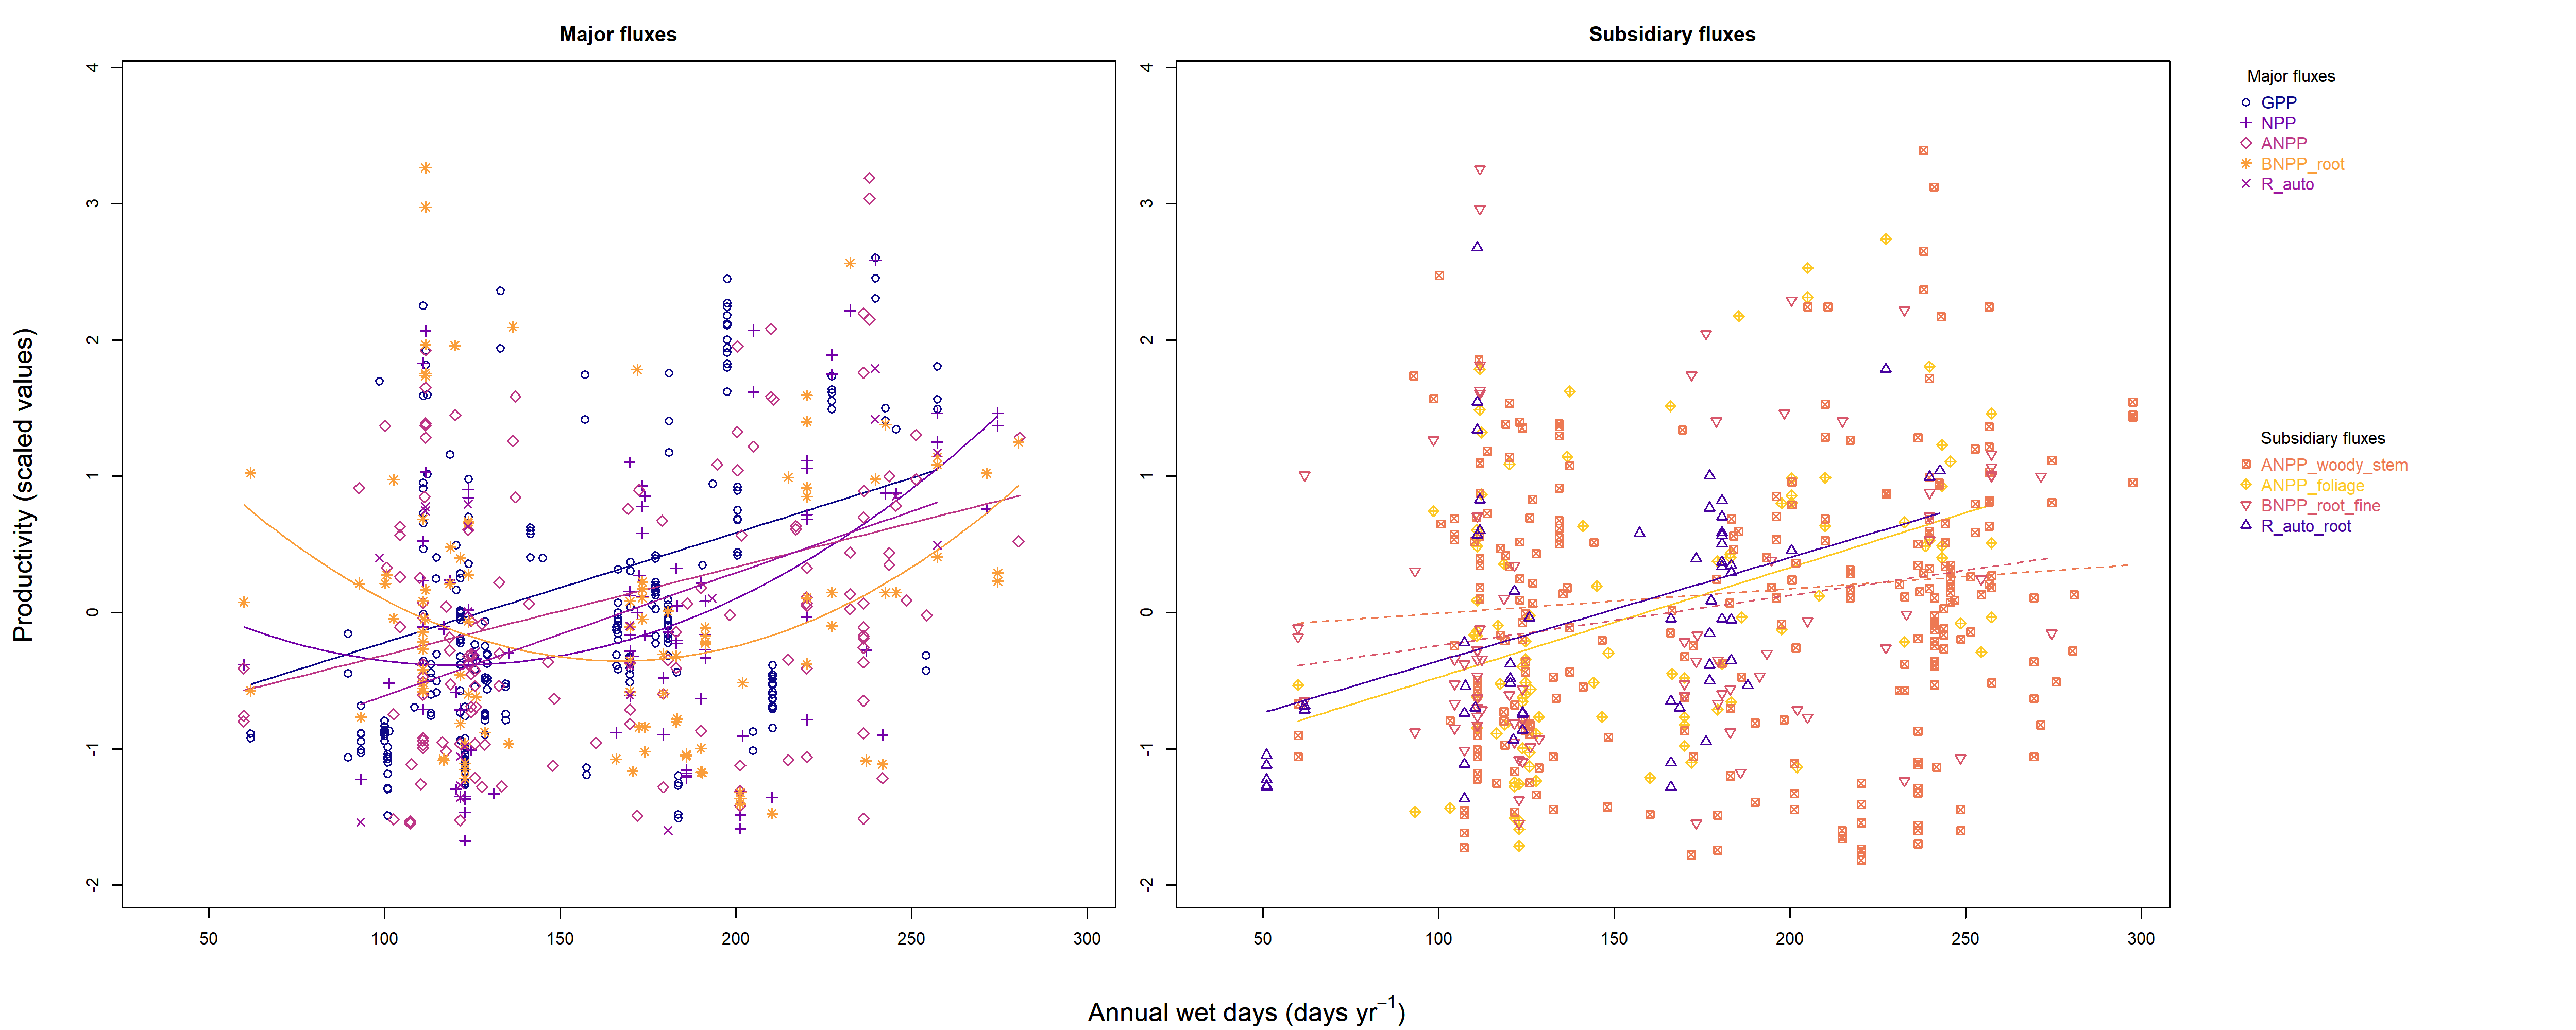 Major fluxes
Subsidiary fluxes
Productivity (scaled values)
4
3
2
1
0
-1
-2
50 100 150 200 250 300
4
3
2
1
0
-1
-2
50 100 150 200 250 300
Annual wet days (days yr⁻¹)
Major fluxes
GPP
NPP
ANPP
BNPP_root
R_auto
Subsidiary fluxes
ANPP_woody_stem
ANPP_foliage
BNPP_root_fine
R_auto_root